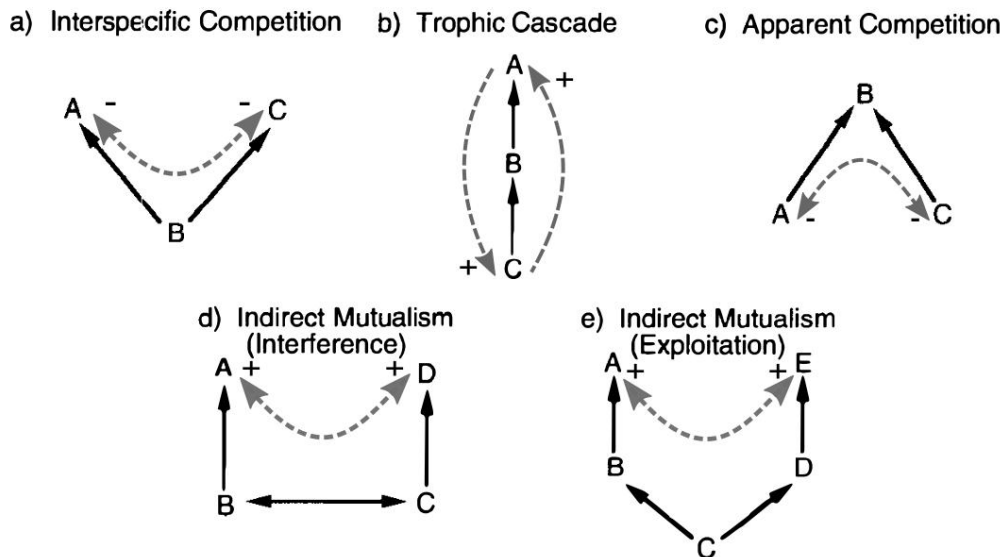 a) Interspecific Competition
b) Trophic Cascade
c) Apparent Competition
A - - C
B
A +
B
+ C
B
A - - C
d) Indirect Mutualism
(Interference)
A + + D
B C
e) Indirect Mutualism
(Exploitation)
A + + E
B D
C